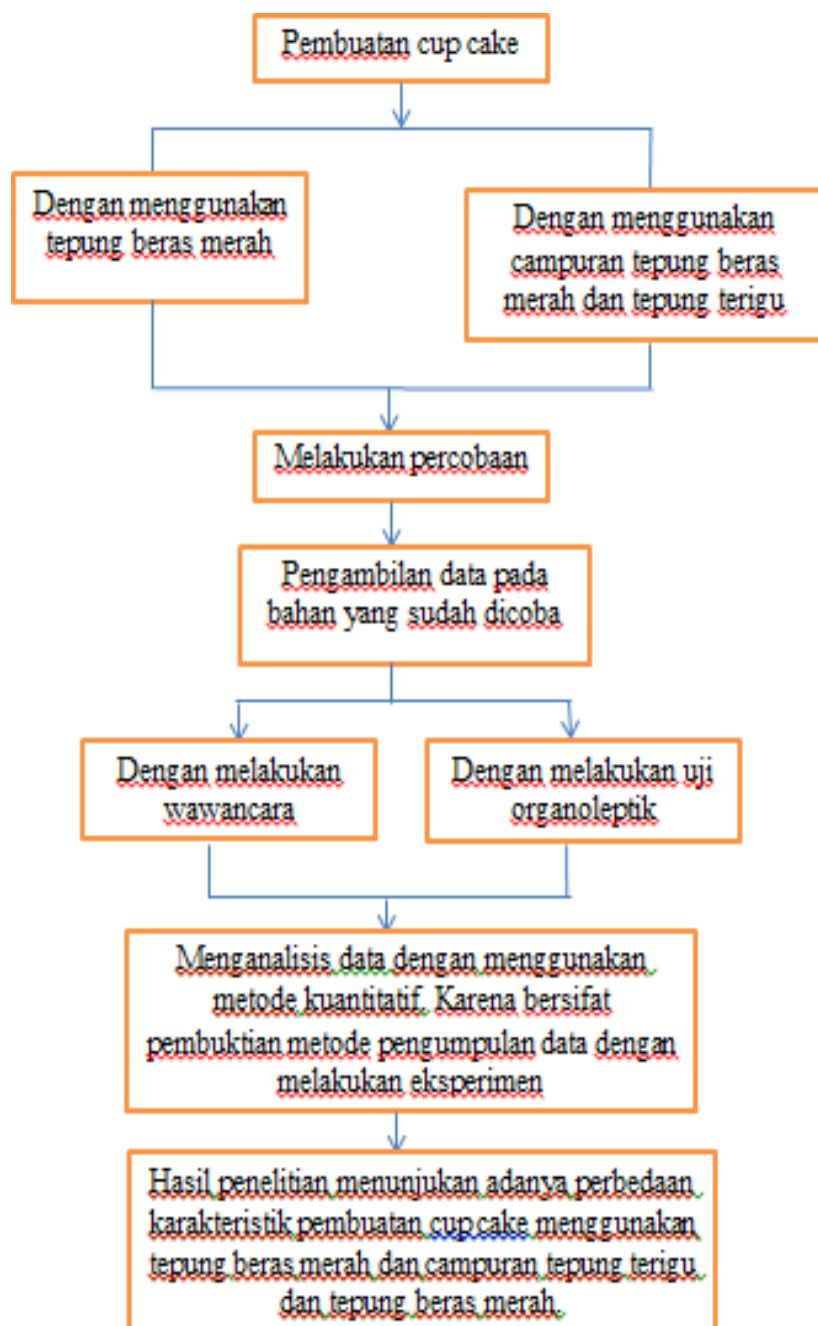 Pembuatan cup cake
Dengan menggunakan
tepung beras merah
Dengan menggunakan
campuran tepung beras
merah dan tepung terigu
Melakukan percobaan
Pengambilan data pada
bahan yang sudah dicoba
Dengan melakukan
wawancara
Dengan melakukan uji
organoleptik
Menganalisis data dengan menggunakan
metode kuantitatif. Karena bersifat
pembuktian metode pengumpulan data dengan
melakukan eksperimen
Hasil penelitian menunjukan adanya perbedaan
karakteristik pembuatan cup cake menggunakan
tepung beras merah dan campuran tepung terigu
dan tepung beras merah.